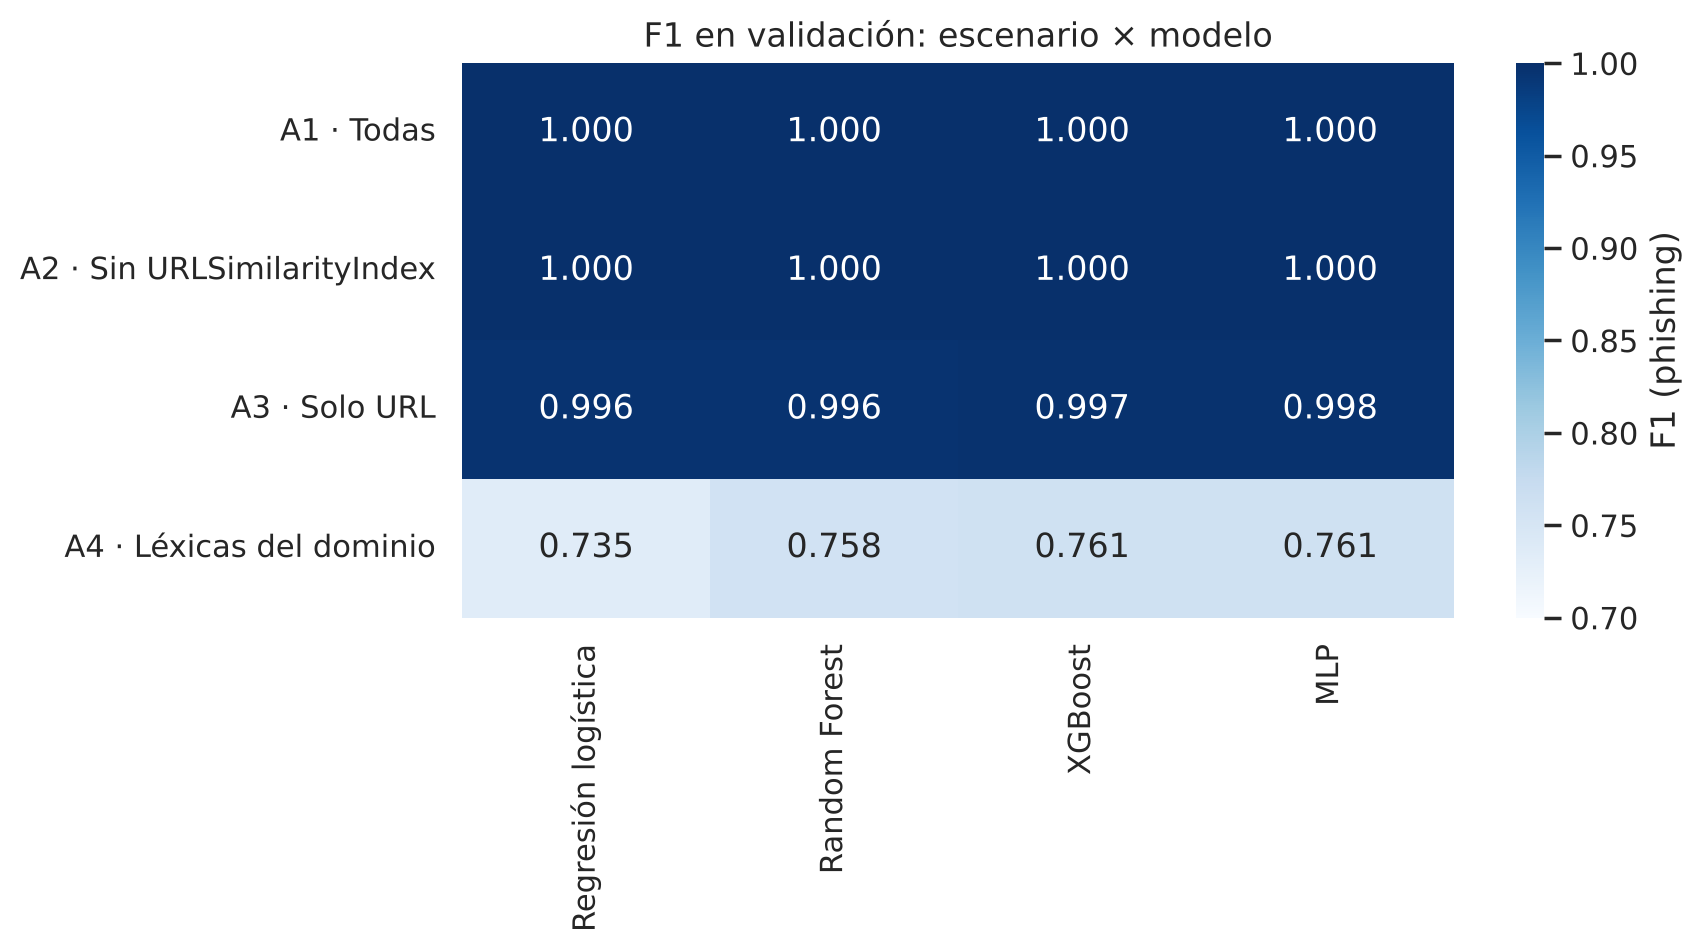 F1 en validación: escenario × modelo
A1 · Todas
1.000 1.000 1.000 1.000
A2 · Sin URLSimilarityIndex
1.000 1.000 1.000 1.000
A3 · Solo URL
0.996 0.996 0.997 0.998
A4 · Léxicas del dominio
0.735 0.758 0.761 0.761
Regresión logística
Random Forest
XGBoost
MLP
1.00
0.95
0.90
0.85
0.80
0.75
0.70
F1 (phishing)